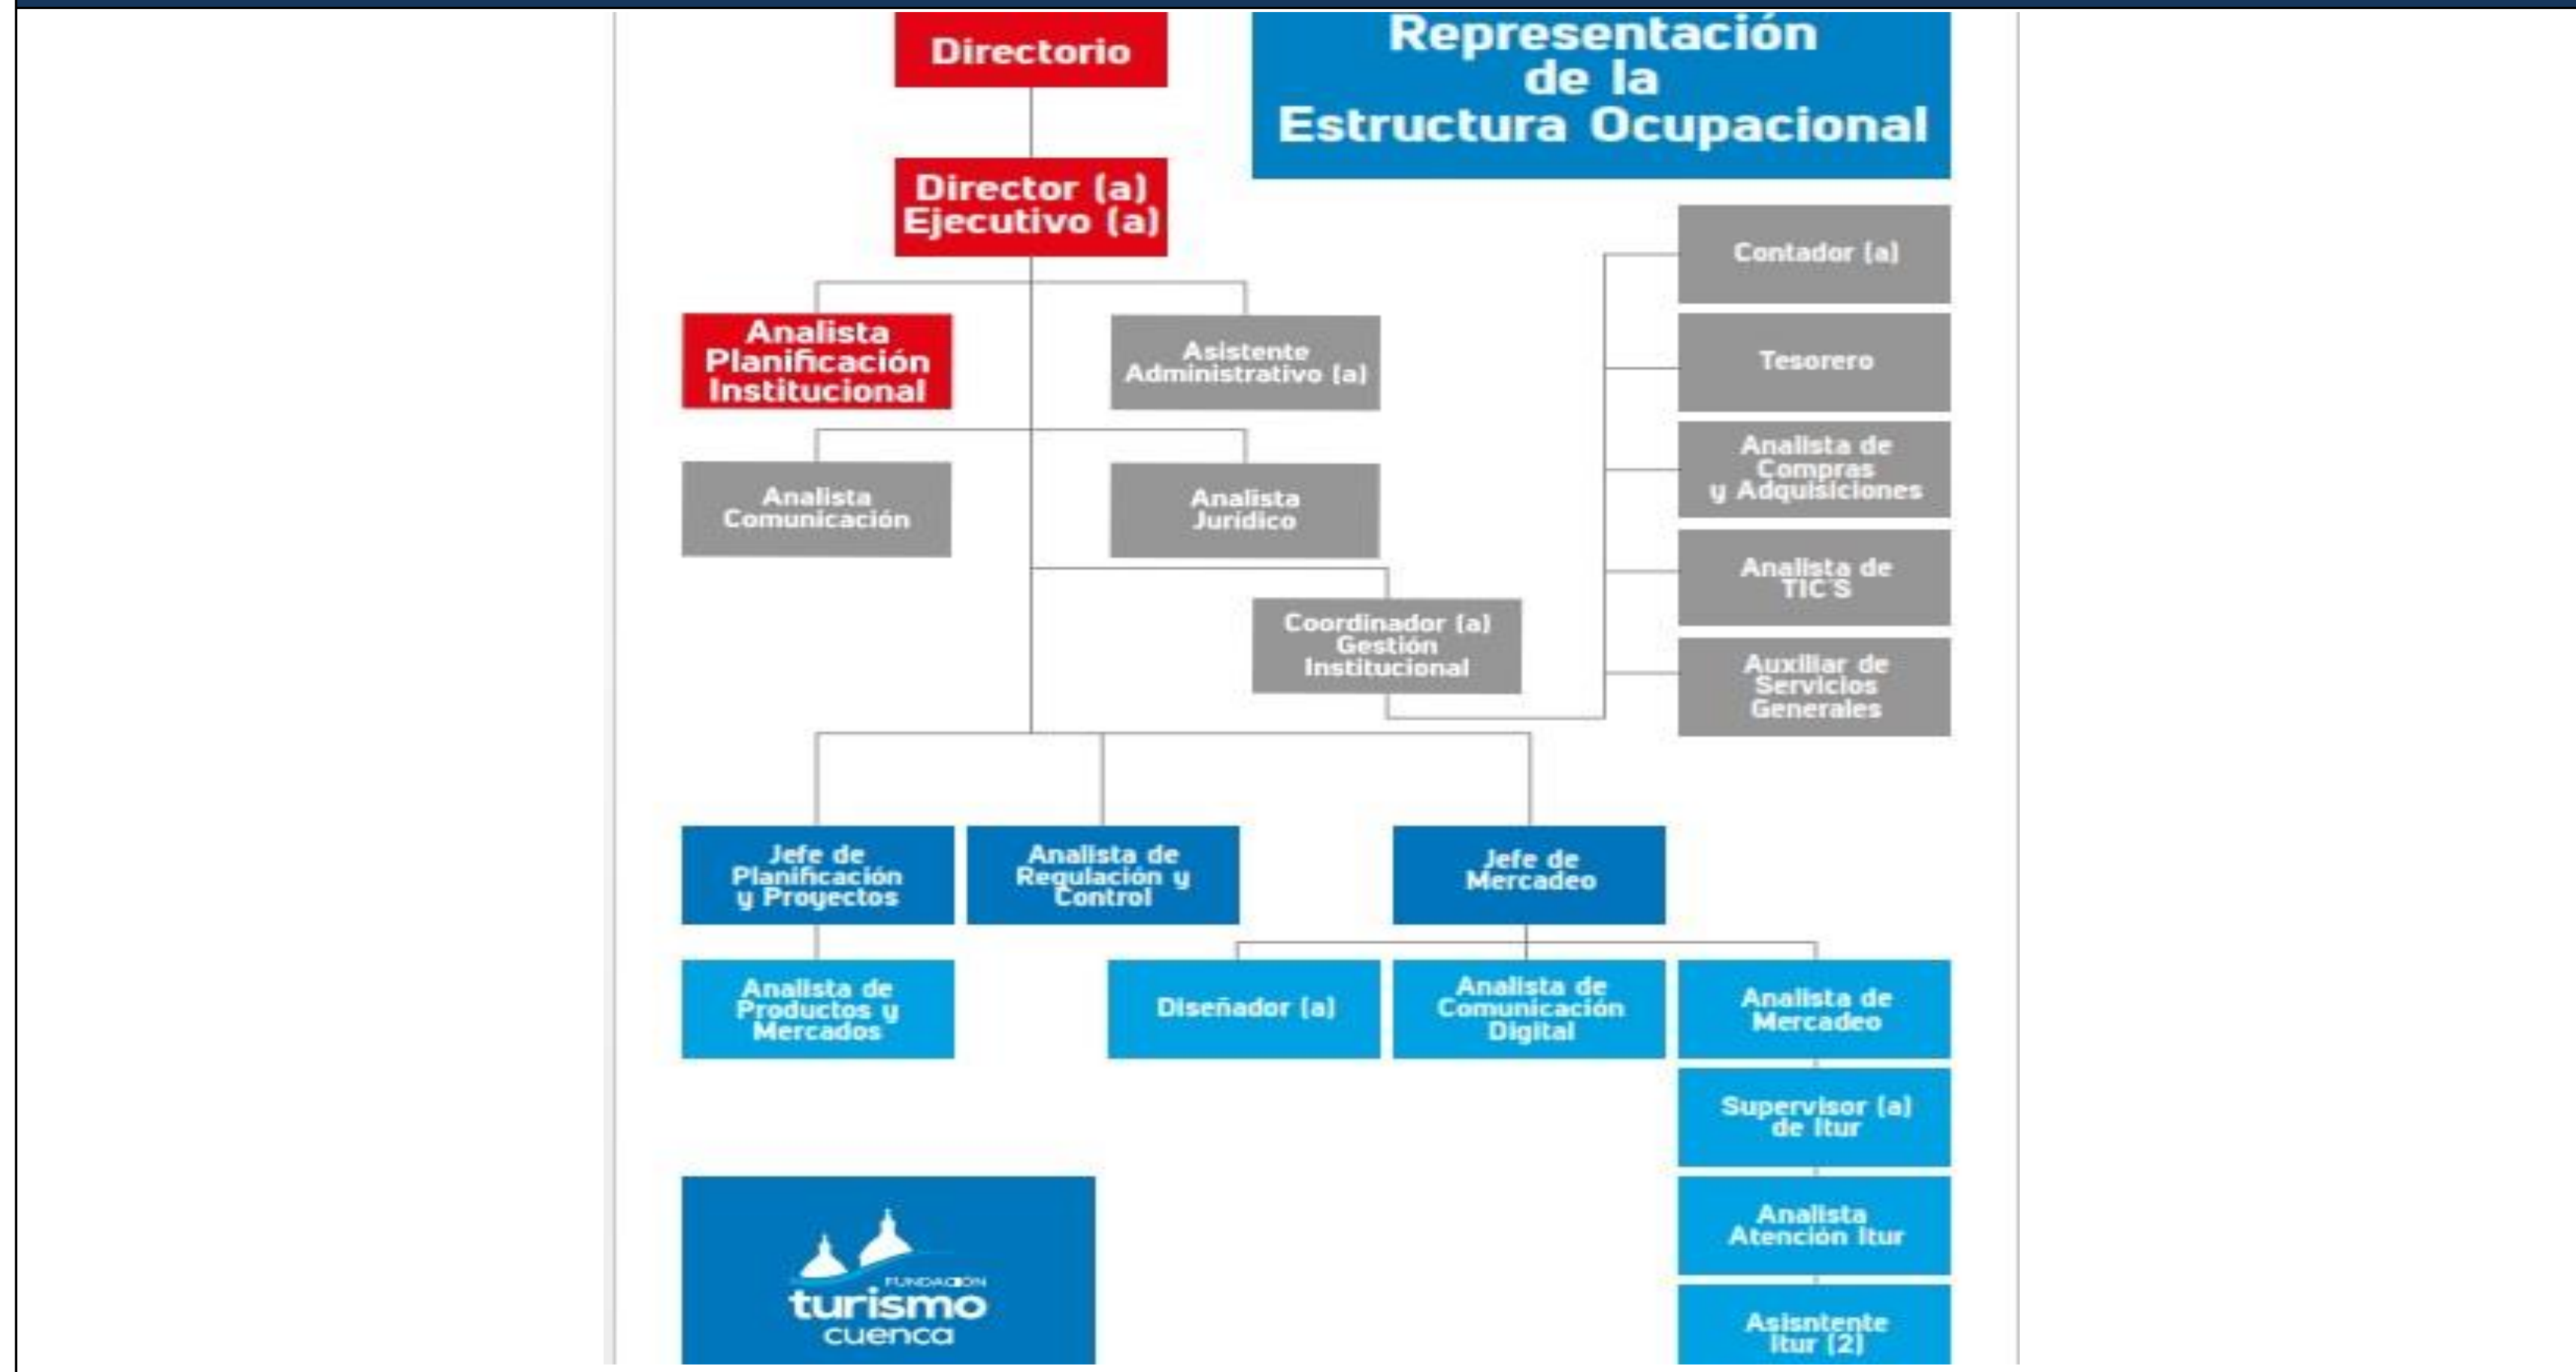 Directorio
Representación
de la
Estructura Ocupacional
Director (a)
Ejecutivo (a)
Contador (a)
Analista
Planificación
Institucional
Asistente
Administrativo (a)
Tesorero
Analista de
Compras
y Adquisiciones
Analista
Comunicación
Analista
Jurídico
Analista de
TIC'S
Coordinador (a)
Gestión
Institucional
Auxiliar de
Servicios
Generales
Jefe de
Planificación
y Proyectos
Analista de
Regulación y
Control
Jefe de
Mercadeo
Analista de
Productos y
Mercados
Diseñador (a)
Analista de
Comunicación
Digital
Analista de
Mercadeo
Supervisor (a)
de Itur
Analista
Atención Itur
Asisntente
Itur (2)
FUNDACIÓN
turismo
cuenca